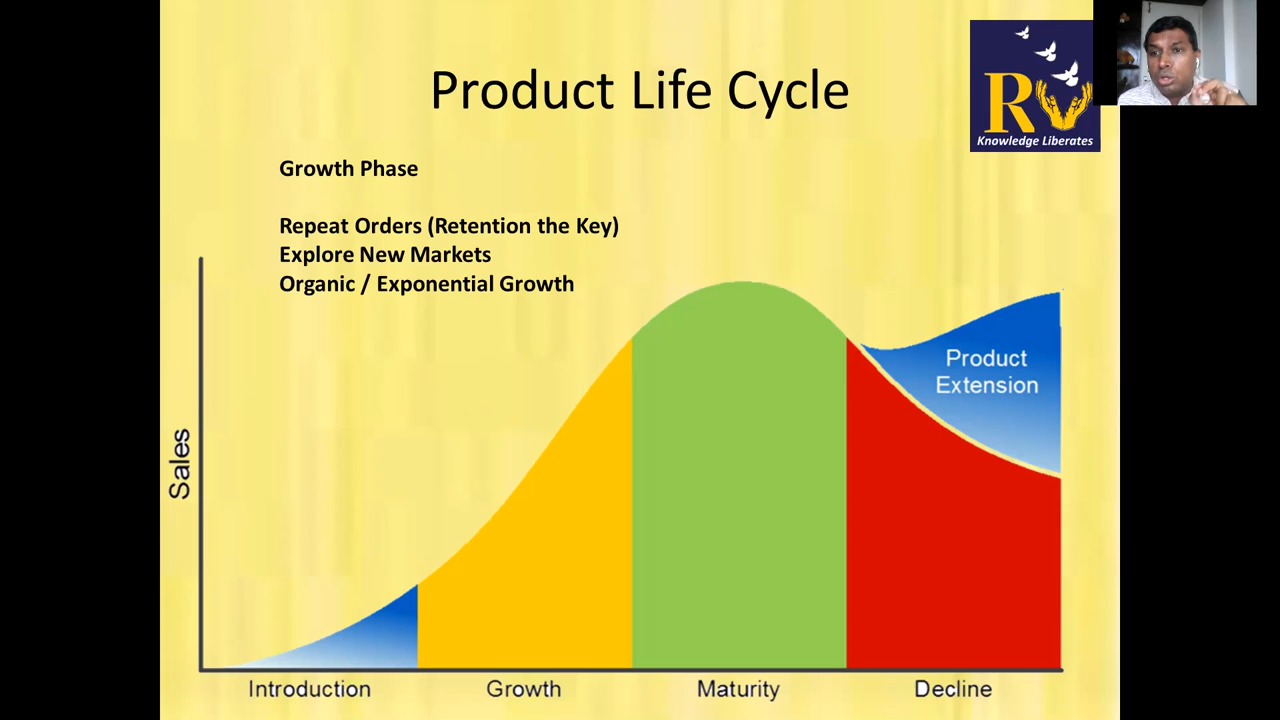 Product Life Cycle
RV
Knowledge Liberates
Growth Phase
Repeat Orders (Retention the Key)
Explore New Markets
Organic / Exponential Growth
Sales
Product
Extension
Introduction
Growth
Maturity
Decline